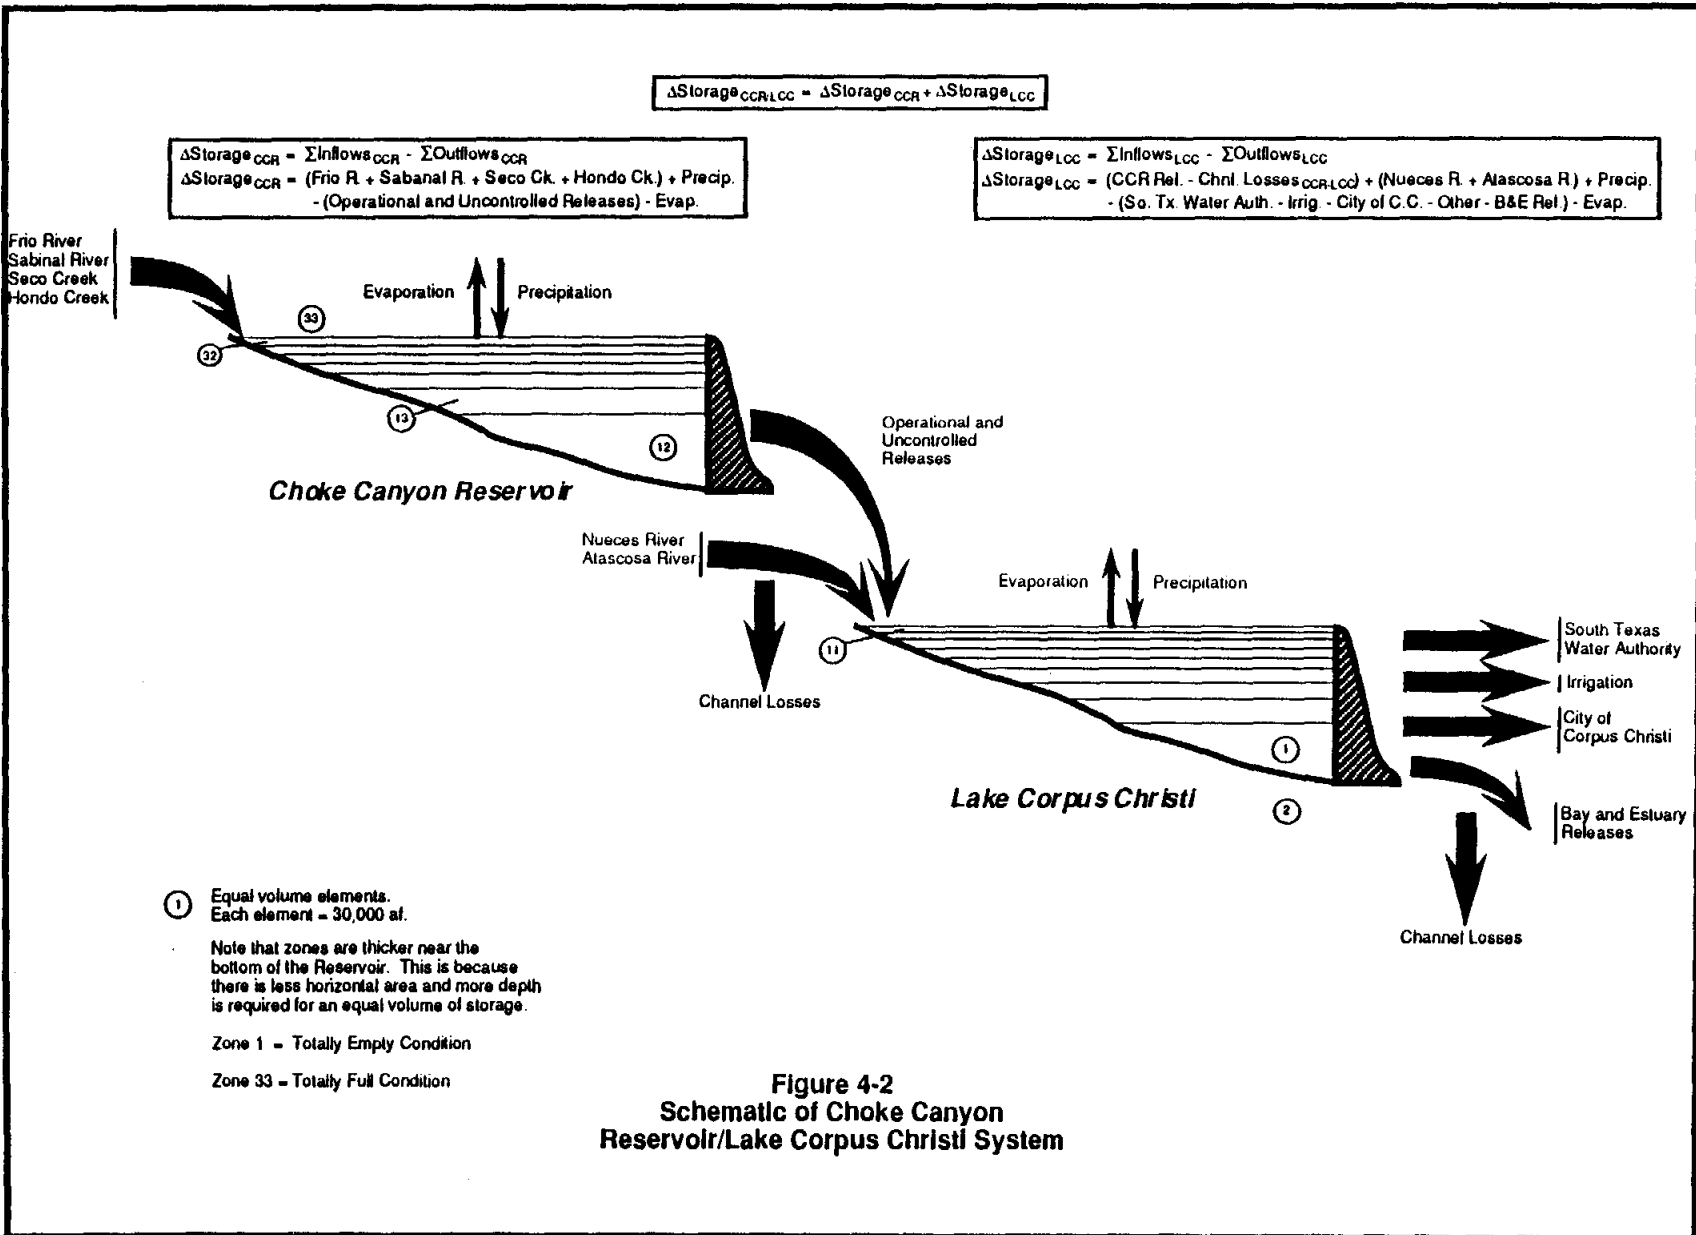 ΔStorage CCR/LCC = ΔStorage CCR + ΔStorage LCC
ΔStorage CCR = ΣInflows CCR - ΣOutflows CCR
ΔStorage CCR = (Frio R. + Sabanal R. + Seco Ck. + Hondo Ck.) + Precip.
- (Operational and Uncontrolled Releases) - Evap.
ΔStorage LCC = ΣInflows LCC - ΣOutflows LCC
ΔStorage LCC = (CCR Rel. - Chnl. Losses CCR-LCC) + (Nueces R. + Atascosa R.) + Precip.
- (So. Tx. Water Auth. - Irrig. - City of C.C. - Other - B&E Rel.) - Evap.
Frio River
Sabinal River
Seco Creek
Hondo Creek
Evaporation
Precipitation
33
32
13
12
Choke Canyon Reservoir
Operational and
Uncontrolled
Releases
Nueces River
Atascosa River
Channel Losses
Evaporation
Precipitation
11
1
2
Lake Corpus Christi
South Texas
Water Authority
Irrigation
City of
Corpus Christi
Bay and Estuary
Releases
Channel Losses
1
Equal volume elements.
Each element = 30,000 af.
Note that zones are thicker near the
bottom of the Reservoir. This is because
there is less horizontal area and more depth
is required for an equal volume of storage.
Zone 1 = Totally Empty Condition
Zone 33 = Totally Full Condition
Figure 4-2
Schematic of Choke Canyon
Reservoir/Lake Corpus Christi System